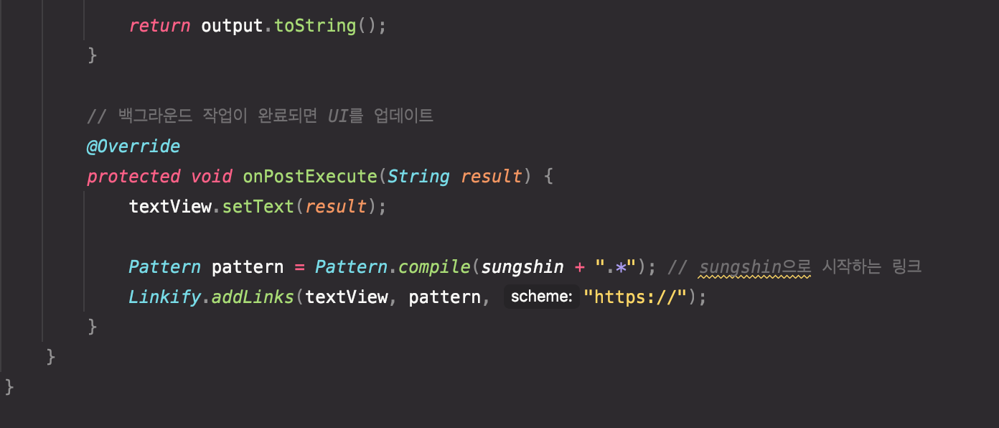 return output.toString();
}
// 백그라운드 작업이 완료되면 UI를 업데이트
@Override
protected void onPostExecute(String result) {
textView.setText(result);
Pattern pattern = Pattern.compile(sungshin + ".*"); // sungshin으로 시작하는 링크
Linkify.addLinks(textView, pattern, scheme: "https://");
}
}
}